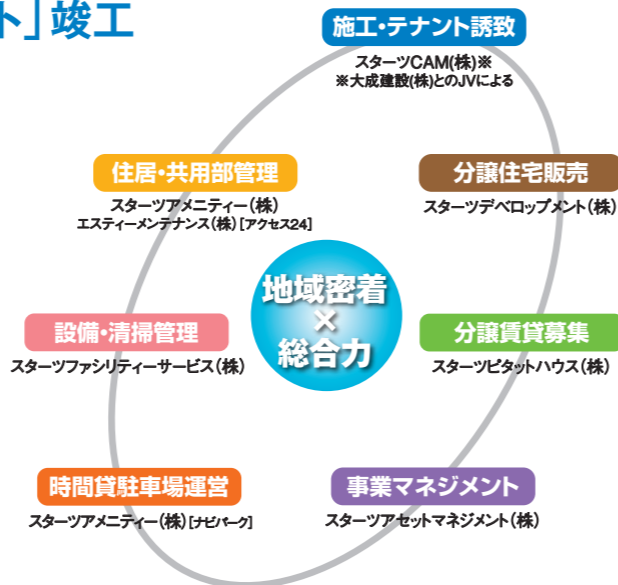 ト」竣工
施工・テナント誘致
スターツCAM(株)※
※大成建設(株)とのJVによる
住居・共用部管理
スターツアメニティー(株)
エスティーメンテナンス(株)[アクセス24]
分譲住宅販売
スターツデベロップメント(株)
地域密着
×
総合力
設備・清掃管理
スターツファシリティーサービス(株)
分譲賃貸募集
スターツピタットハウス(株)
時間貸駐車場運営
スターツアメニティー(株)[ナビパーク]
事業マネジメント
スターツアセットマネジメント(株)